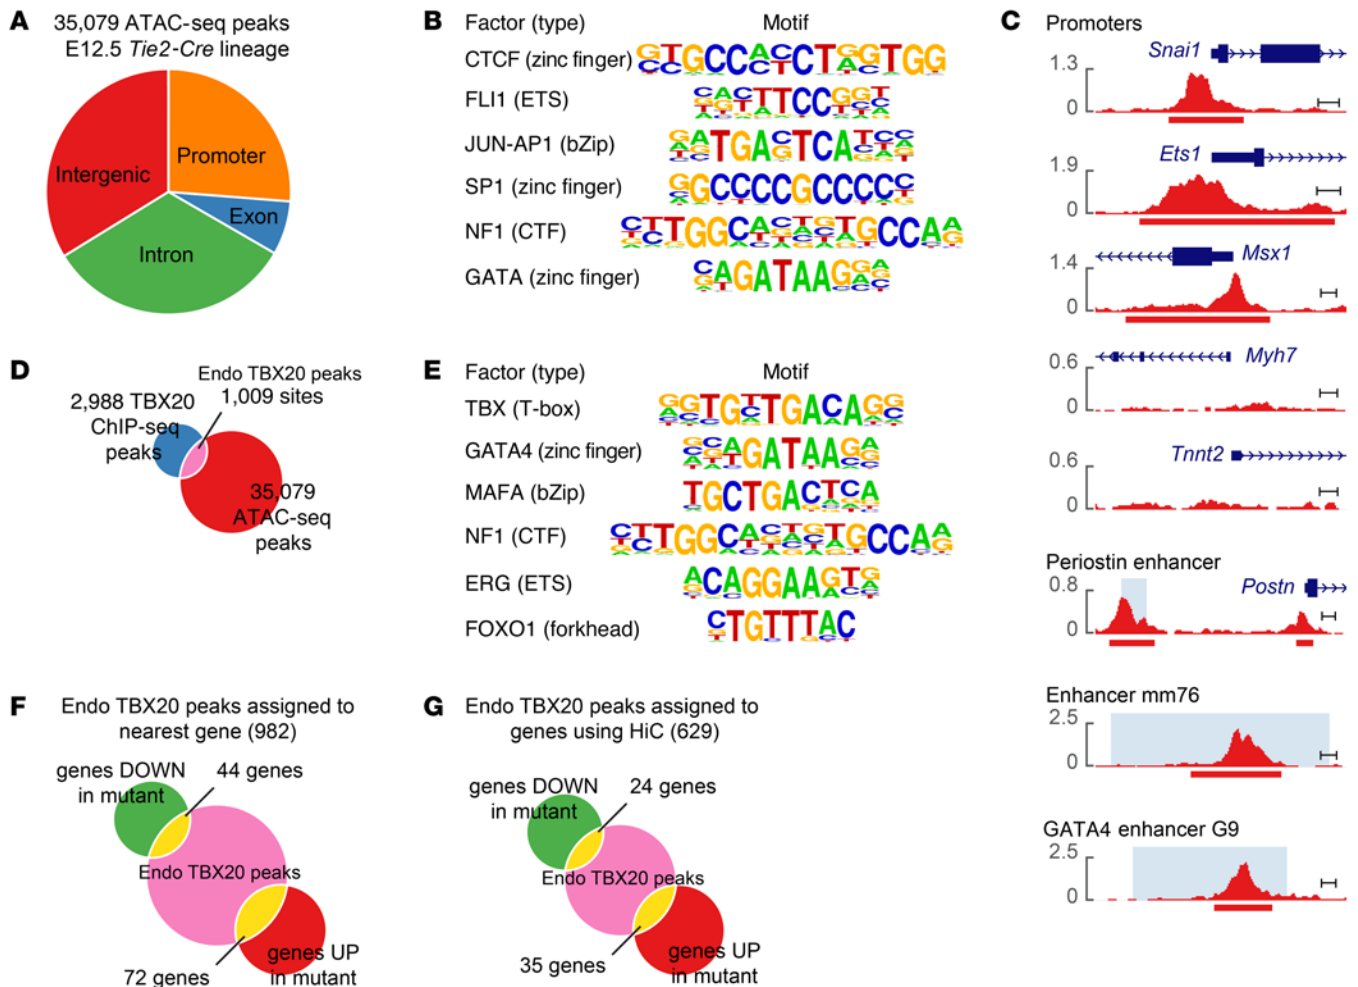 A
35,079 ATAC-seq peaks
E12.5 Tie2-Cre lineage
Promoter
Intergenic
Exon
Intron
B
Factor (type)
Motif
CTCF (zinc finger)
FLI1 (ETS)
JUN-AP1 (bZip)
SP1 (zinc finger)
NF1 (CTF)
GATA (zinc finger)
C
Promoters
Snai1
1.3
0
Ets1
1.9
0
Msx1
1.4
0
Myh7
0.6
0
Tnnt2
0.6
0
Periostin enhancer
Postn
0.8
0
Enhancer mm76
2.5
0
GATA4 enhancer G9
2.5
0
D
Endo TBX20 peaks
1,009 sites
2,988 TBX20
ChIP-seq
peaks
35,079
ATAC-seq
peaks
E
Factor (type)
Motif
TBX (T-box)
GATA4 (zinc finger)
MAFA (bZip)
NF1 (CTF)
ERG (ETS)
FOXO1 (forkhead)
F
Endo TBX20 peaks assigned to
nearest gene (982)
genes DOWN
in mutant
44 genes
Endo TBX20 peaks
72 genes
genes UP
in mutant
G
Endo TBX20 peaks assigned to
genes using HiC (629)
genes DOWN
in mutant
24 genes
Endo TBX20 peaks
35 genes
genes UP
in mutant